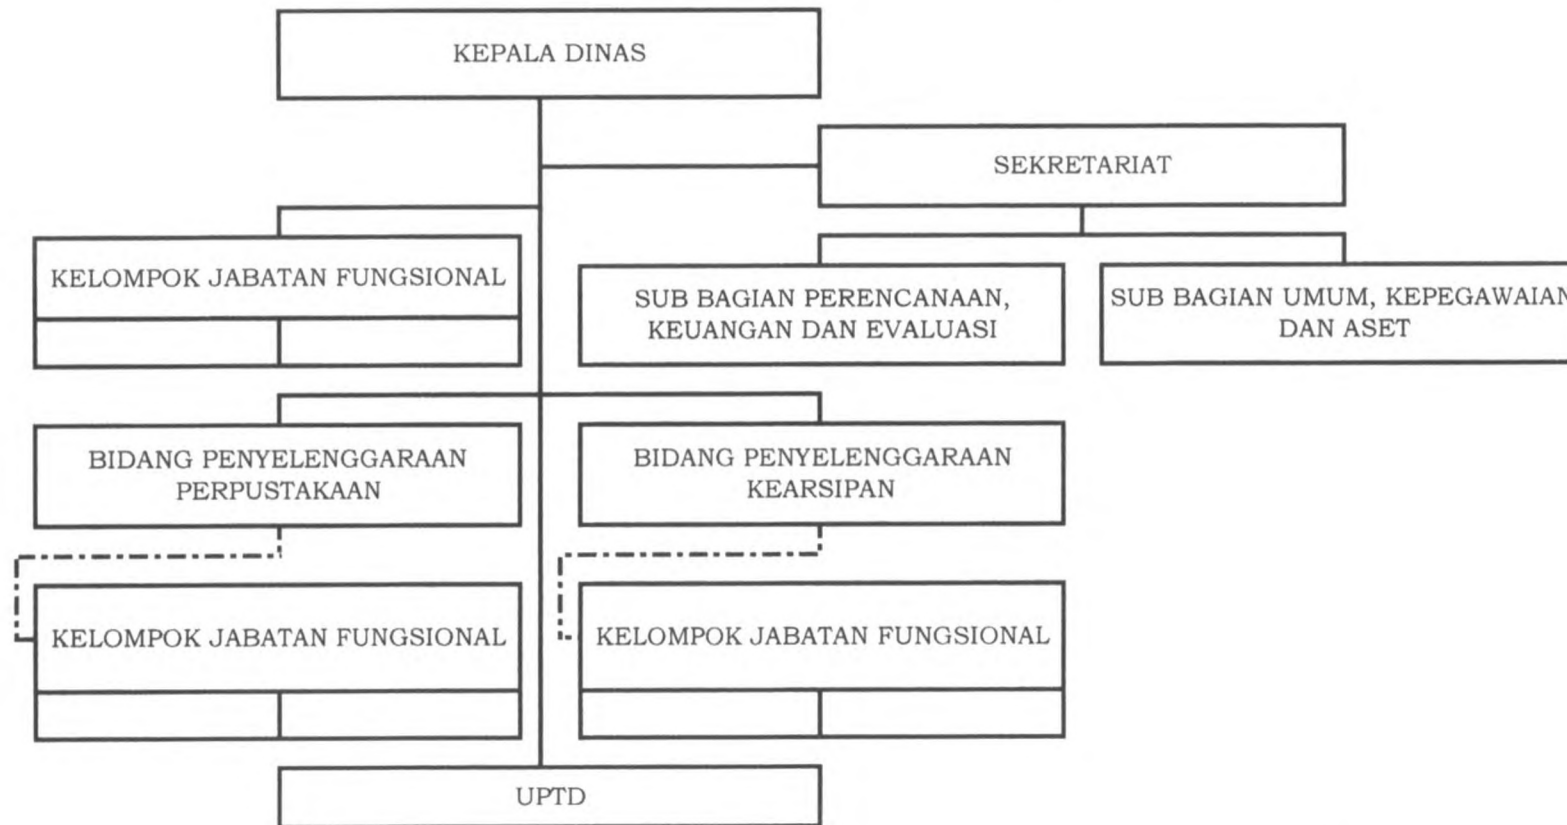 KEPALA DINAS
SEKRETARIAT
KELOMPOK JABATAN FUNGSIONAL
SUB BAGIAN PERENCANAAN,
KEUANGAN DAN EVALUASI
SUB BAGIAN UMUM, KEPEGAWAIAN
DAN ASET
BIDANG PENYELENGGARAAN
PERPUSTAKAAN
BIDANG PENYELENGGARAAN
KEARSIPAN
KELOMPOK JABATAN FUNGSIONAL
KELOMPOK JABATAN FUNGSIONAL
UPTD